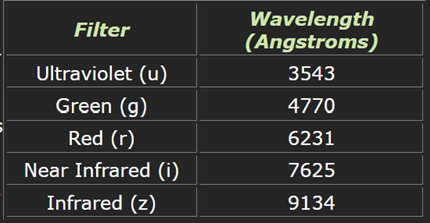 Filter Wavelength (Angstroms)
Ultraviolet (u) 3543
Green (g) 4770
Red (r) 6231
Near Infrared (i) 7625
Infrared (z) 9134